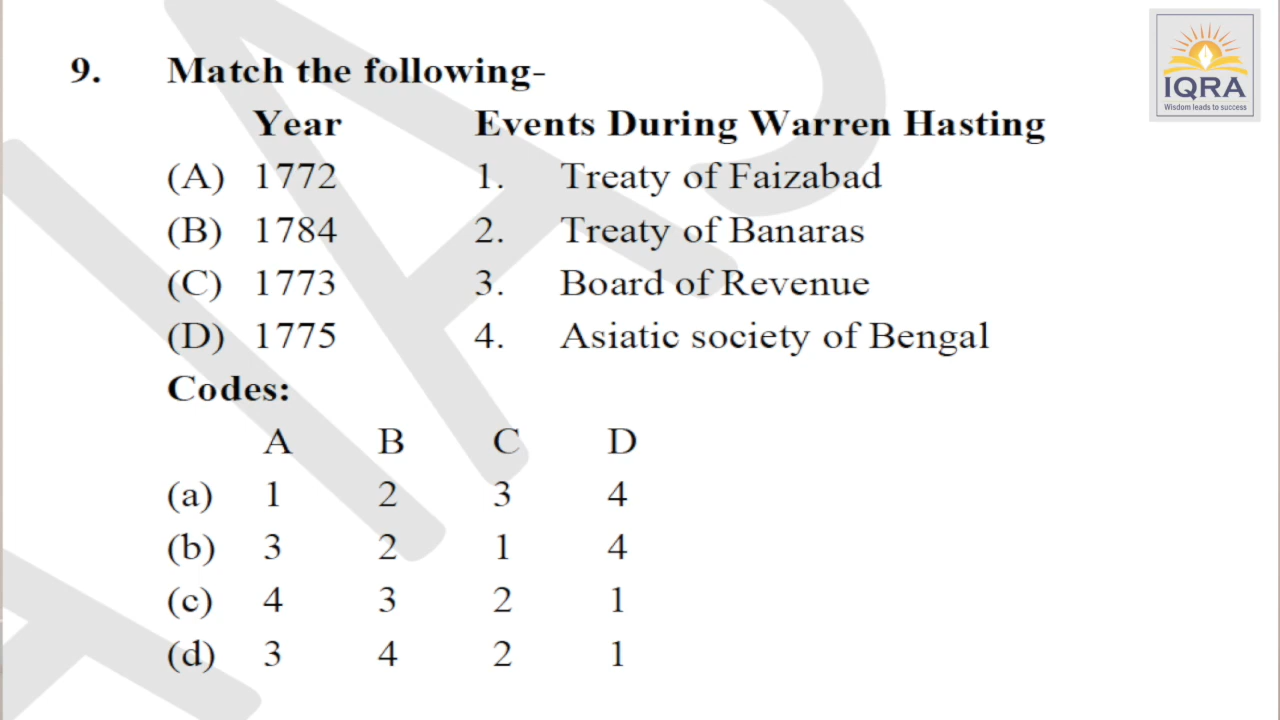 IQRA
Wisdom leads to success
9. Match the following-
Year Events During Warren Hasting
(A) 1772 1. Treaty of Faizabad
(B) 1784 2. Treaty of Banaras
(C) 1773 3. Board of Revenue
(D) 1775 4. Asiatic society of Bengal
Codes:
A B C D
(a) 1 2 3 4
(b) 3 2 1 4
(c) 4 3 2 1
(d) 3 4 2 1